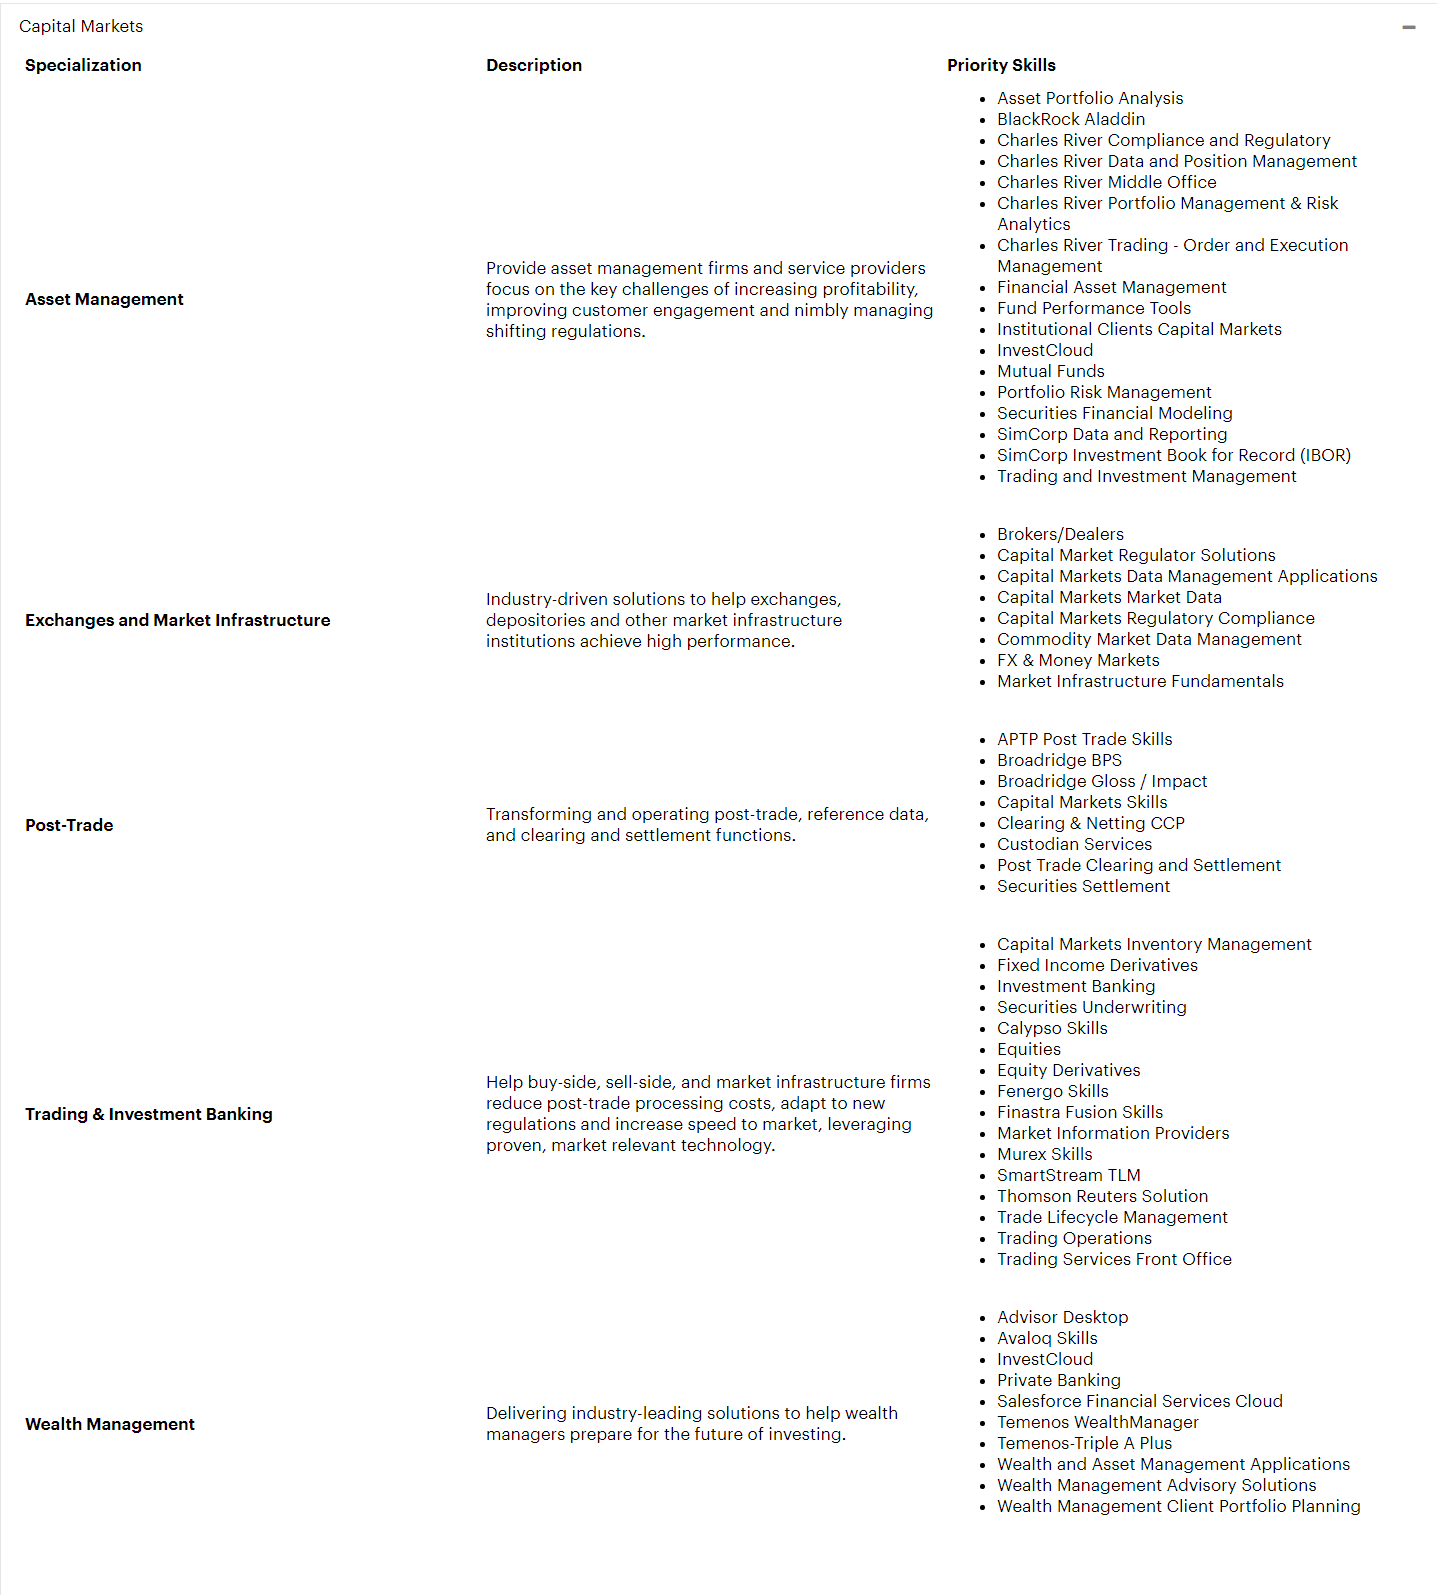 Capital Markets
Specialization
Description
Priority Skills
Asset Management
Provide asset management firms and service providers
focus on the key challenges of increasing profitability,
improving customer engagement and nimbly managing
shifting regulations.
Asset Portfolio Analysis
BlackRock Aladdin
Charles River Compliance and Regulatory
Charles River Data and Position Management
Charles River Middle Office
Charles River Portfolio Management & Risk
Analytics
Charles River Trading - Order and Execution
Management
Financial Asset Management
Fund Performance Tools
Institutional Clients Capital Markets
InvestCloud
Mutual Funds
Portfolio Risk Management
Securities Financial Modeling
SimCorp Data and Reporting
SimCorp Investment Book for Record (IBOR)
Trading and Investment Management
Exchanges and Market Infrastructure
Industry-driven solutions to help exchanges,
depositories and other market infrastructure
institutions achieve high performance.
Brokers/Dealers
Capital Market Regulator Solutions
Capital Markets Data Management Applications
Capital Markets Market Data
Capital Markets Regulatory Compliance
Commodity Market Data Management
FX & Money Markets
Market Infrastructure Fundamentals
Post-Trade
Transforming and operating post-trade, reference data,
and clearing and settlement functions.
APTP Post Trade Skills
Broadridge BPS
Broadridge Gloss / Impact
Capital Markets Skills
Clearing & Netting CCP
Custodian Services
Post Trade Clearing and Settlement
Securities Settlement
Trading & Investment Banking
Help buy-side, sell-side, and market infrastructure firms
reduce post-trade processing costs, adapt to new
regulations and increase speed to market, leveraging
proven, market relevant technology.
Capital Markets Inventory Management
Fixed Income Derivatives
Investment Banking
Securities Underwriting
Calypso Skills
Equities
Equity Derivatives
Fenergo Skills
Finastra Fusion Skills
Market Information Providers
Murex Skills
SmartStream TLM
Thomson Reuters Solution
Trade Lifecycle Management
Trading Operations
Trading Services Front Office
Wealth Management
Delivering industry-leading solutions to help wealth
managers prepare for the future of investing.
Advisor Desktop
Avaloq Skills
InvestCloud
Private Banking
Salesforce Financial Services Cloud
Temenos WealthManager
Temenos-Triple A Plus
Wealth and Asset Management Applications
Wealth Management Advisory Solutions
Wealth Management Client Portfolio Planning